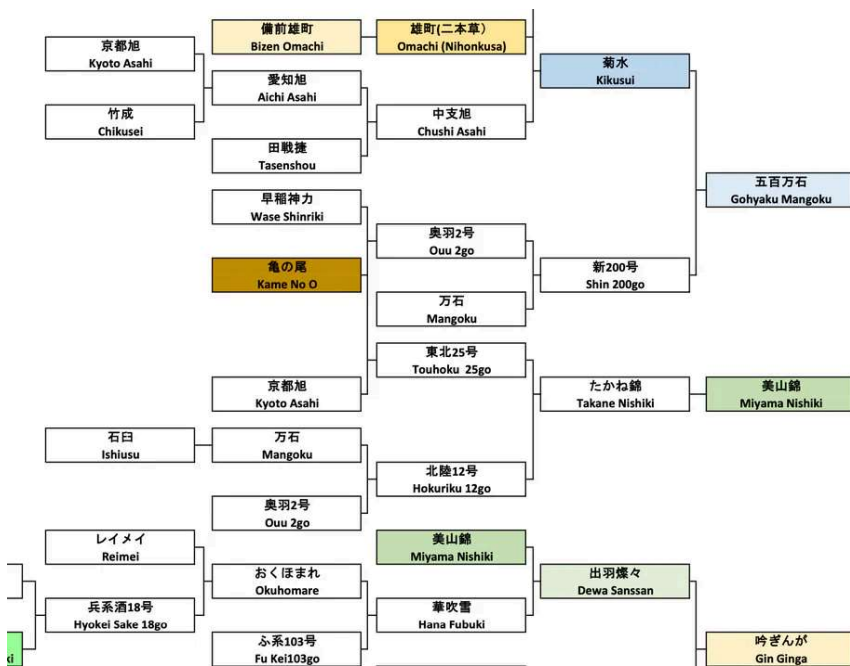 備前雄町
Bizen Omachi
雄町(二本草）
Omachi (Nihonkusa)
京都旭
Kyoto Asahi
菊水
Kikusui
愛知旭
Aichi Asahi
竹成
Chikusei
中支旭
Chushi Asahi
田戦捷
Tasenshou
五百万石
Gohyaku Mangoku
早稲神力
Wase Shinriki
奥羽2号
Ouu 2go
亀の尾
Kame No O
新200号
Shin 200go
万石
Mangoku
東北25号
Touhoku 25go
京都旭
Kyoto Asahi
たかね錦
Takane Nishiki
美山錦
Miyama Nishiki
石臼
Ishiusu
万石
Mangoku
北陸12号
Hokuriku 12go
奥羽2号
Ouu 2go
レイメイ
Reimei
美山錦
Miyama Nishiki
おくほまれ
Okuhomare
出羽燦々
Dewa Sanssan
兵系酒18号
Hyokei Sake 18go
華吹雪
Hana Fubuki
ふ系103号
Fu Kei103go
吟ぎんが
Gin Ginga
ki